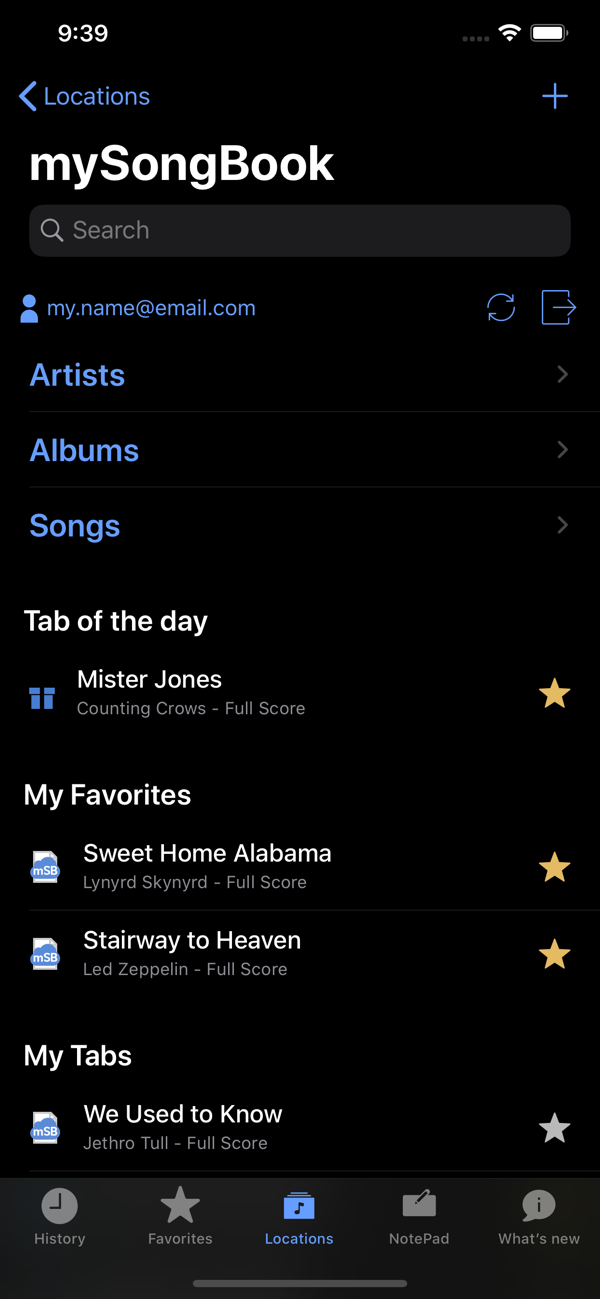 9:39
Locations
mySongBook
Search
my.name@email.com
Artists
Albums
Songs
Tab of the day
Mister Jones
Counting Crows - Full Score
My Favorites
mSB
Sweet Home Alabama
Lynyrd Skynyrd - Full Score
mSB
Stairway to Heaven
Led Zeppelin - Full Score
My Tabs
mSB
We Used to Know
Jethro Tull - Full Score
History
Favorites
Locations
NotePad
What's new